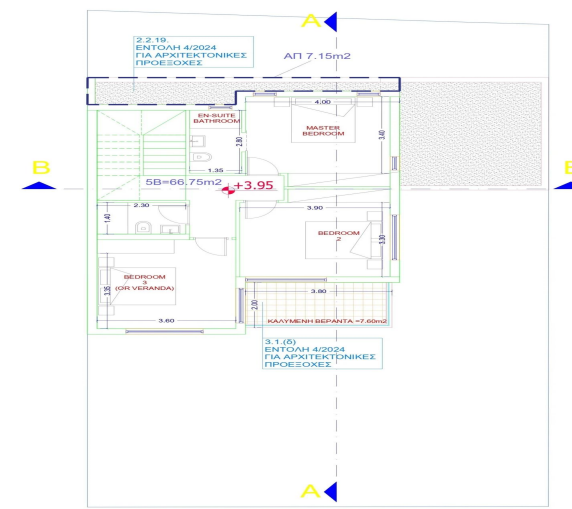 A
2.2.19.
ΕΝΤΟΛΗ 4/2024
ΓΙΑ ΑΡΧΙΤΕΚΤΟΝΙΚΕΣ
ΠΡΟΕΞΟΧΕΣ
ΑΠ 7.15m2
4.00
EN-SUITE
BATHROOM
MASTER
BEDROOM
2.80
3.40
1.35
B
B
5B=66.75m2
+3.95
2.30
1.40
3.90
BEDROOM
2
3.30
BEDROOM
3
(OR VERANDA)
3.35
3.80
2.00
3.60
ΚΑΛΥΜΕΝΗ ΒΕΡΑΝΤΑ =7.60m2
3.1.(δ)
ΕΝΤΟΛΗ 4/2024
ΓΙΑ ΑΡΧΙΤΕΚΤΟΝΙΚΕΣ
ΠΡΟΕΞΟΧΕΣ
A